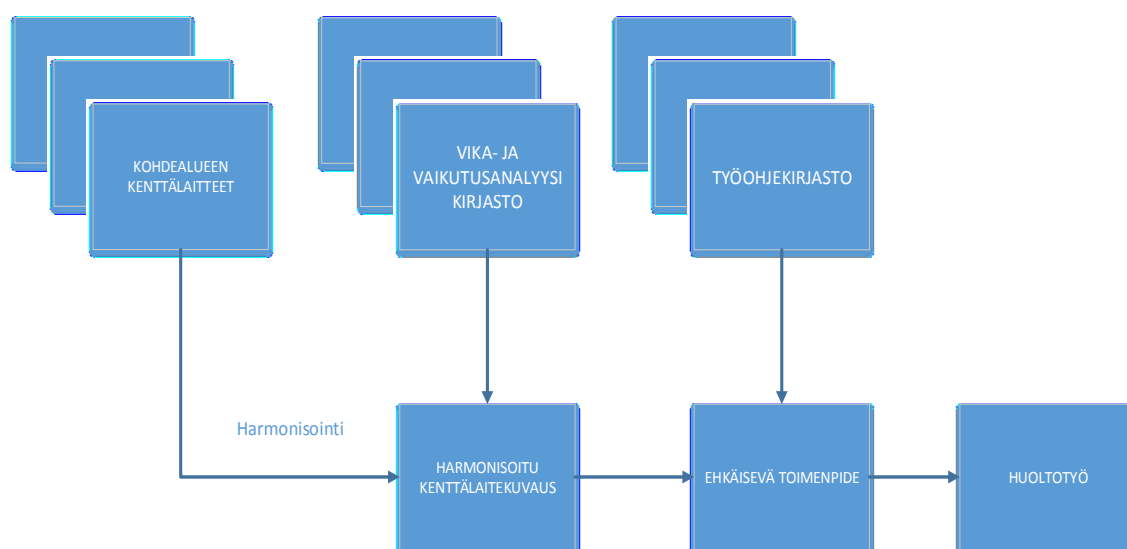 KOHDEALUEEN
KENTTÄLAITTEET
VIKA- JA
VAIKUTUSANALYYSI
KIRJASTO
TYÖOHJEKIRJASTO
Harmonisointi
HARMONISOITU
KENTTÄLAITEKUVAUS
EHKÄISEVÄ TOIMENPIDE
HUOLTOTYÖ